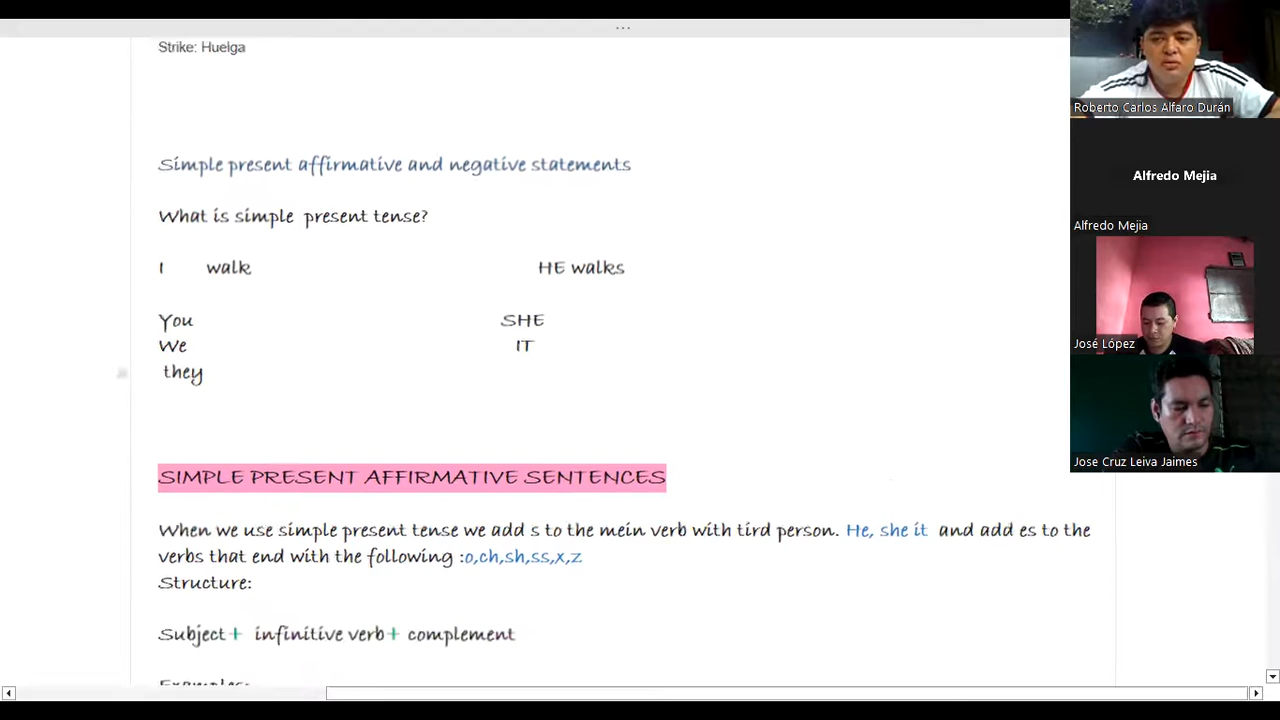 Strike: Huelga
Simple present affirmative and negative statements
What is simple present tense?
I walk HE walks
You SHE
We IT
they
SIMPLE PRESENT AFFIRMATIVE SENTENCES
When we use simple present tense we add s to the mein verb with tird person. He, she it and add es to the
verbs that end with the following :o,ch,sh,ss,x,z
Structure:
Subject + infinitive verb + complement
Examples:
Roberto Carlos Alfaro Durán
Alfredo Mejia
Alfredo Mejia
José López
Jose Cruz Leiva Jaimes